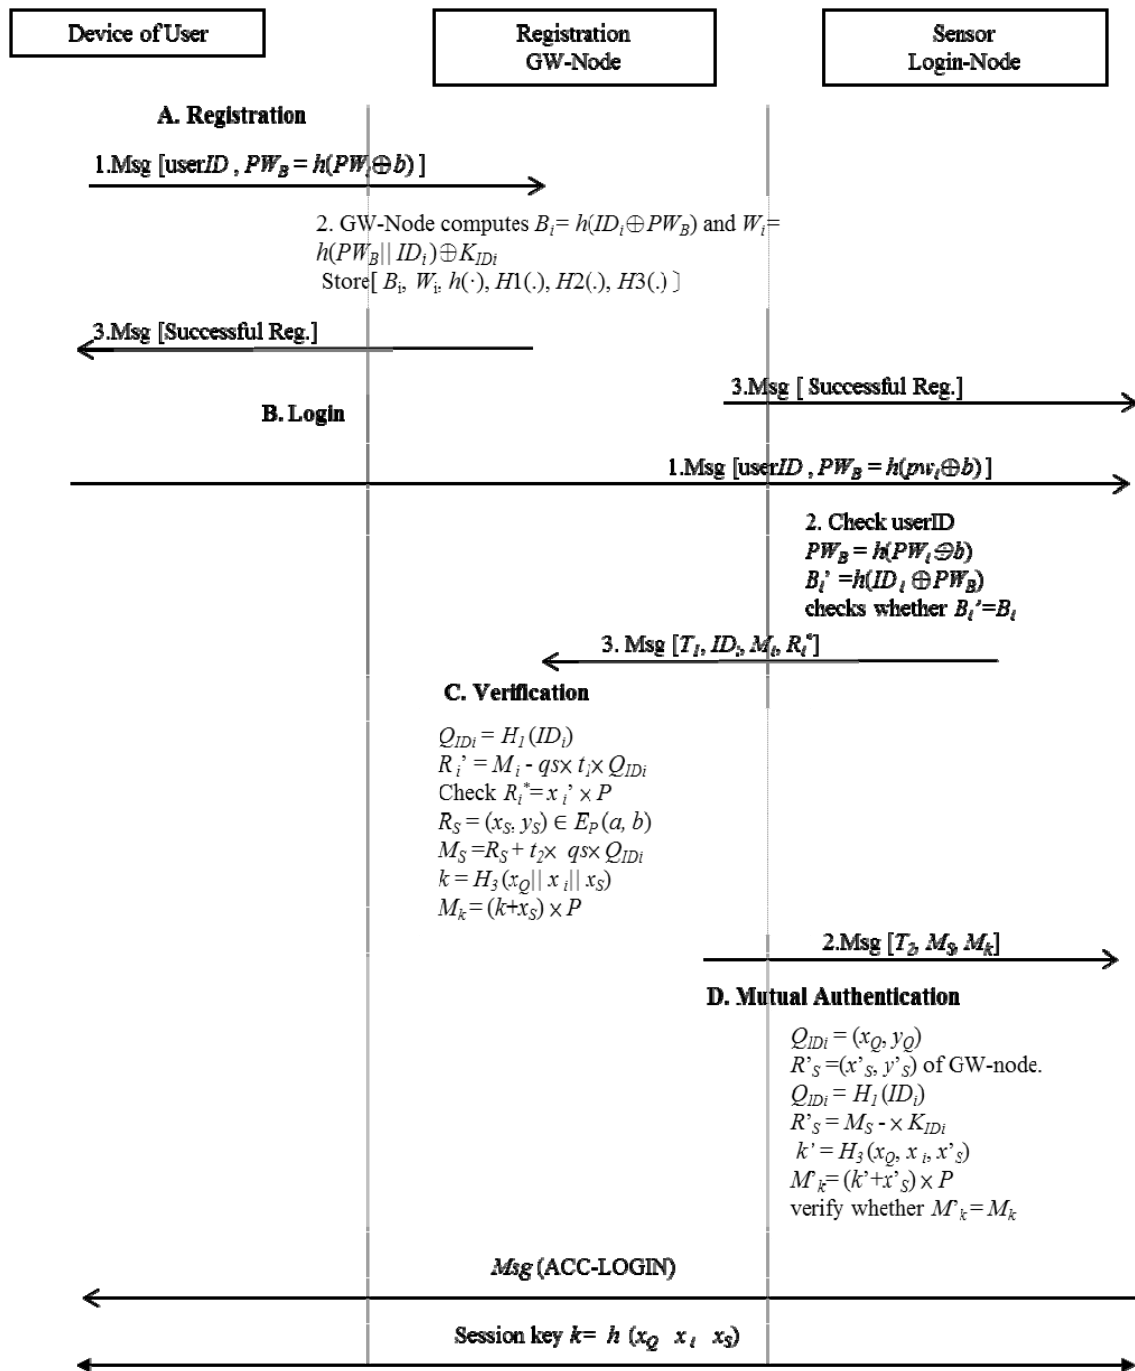 Device of User
Registration
GW-Node
Sensor
Login-Node
A. Registration
1.Msg [userID , PW_B = h(PW_i⊕b) ]
2. GW-Node computes B_i= h(ID_i⊕PW_B) and W_i=
h(PW_B|| ID_i)⊕K_IDi
Store[ B_i, W_i, h(·), H1(.), H2(.), H3(.) ]
3.Msg [Successful Reg.]
3.Msg [ Successful Reg.]
B. Login
1.Msg [userID , PW_B = h(pw_i⊕b) ]
2. Check userID
PW_B = h(PW_i⊕b)
B_i’ =h(ID_i ⊕PW_B)
checks whether B_i’=B_i
3. Msg [T_1, ID_i, M_i, R_i^*]
C. Verification
Q_IDi = H_1(ID_i)
R_i’ = M_i - qs× t_1× Q_IDi
Check R_i^*= x_i’ × P
R_S = (x_S, y_S) ∈ E_P(a, b)
M_S =R_S + t_2× qs× Q_IDi
k = H_3(x_Q|| x_i|| x_S)
M_k= (k+x_S) × P
2.Msg [T_2, M_S, M_k]
D. Mutual Authentication
Q_IDi = (x_Q, y_Q)
R’_S =(x’_S, y’_S) of GW-node.
Q_IDi = H_1(ID_i)
R’_S = M_S - × K_IDi
k’ = H_3(x_Q, x_i, x’_S)
M’_k= (k’+x’_S) × P
verify whether M’_k= M_k
Msg (ACC-LOGIN)
Session key k= h (x_Q x_i x_S)